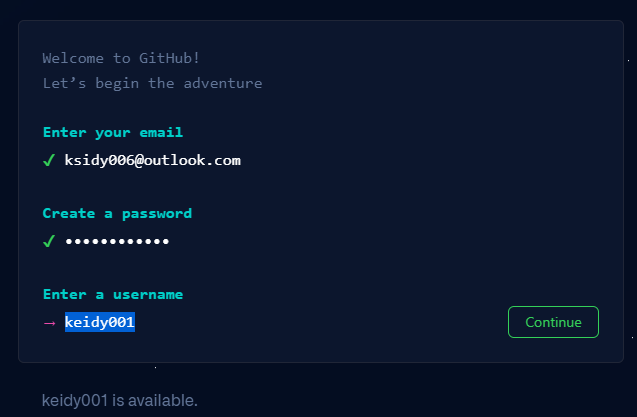 Welcome to GitHub!
Let’s begin the adventure
Enter your email
✓ ksidy006@outlook.com
Create a password
✓ ••••••••••••
Enter a username
→ keidy001
Continue
keidy001 is available.